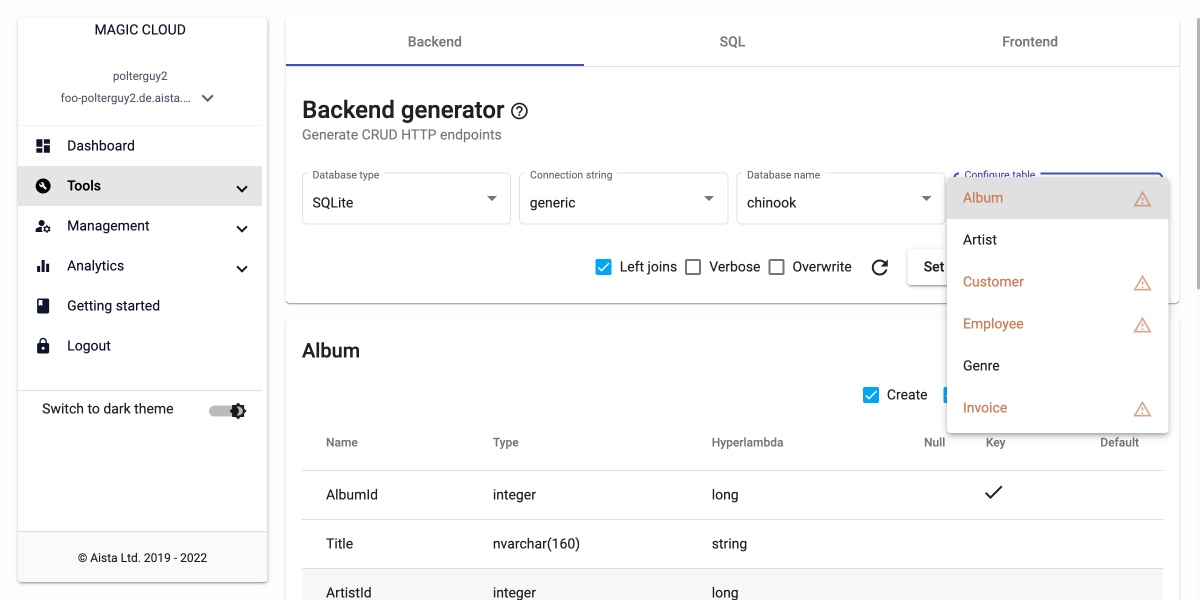 MAGIC CLOUD
polterguy2
foo-polterguy2.de.aista....
Dashboard
Tools
Management
Analytics
Getting started
Logout
Switch to dark theme
© Aista Ltd. 2019 - 2022
Backend SQL Frontend
Backend generator
Generate CRUD HTTP endpoints
Database type Connection string Database name Configure table
SQLite generic chinook
Left joins Verbose Overwrite Set
Album
Artist
Customer
Employee
Genre
Invoice
Album
Create
Name Type Hyperlambda Null Key Default
AlbumId integer long
Title nvarchar(160) string
ArtistId integer long